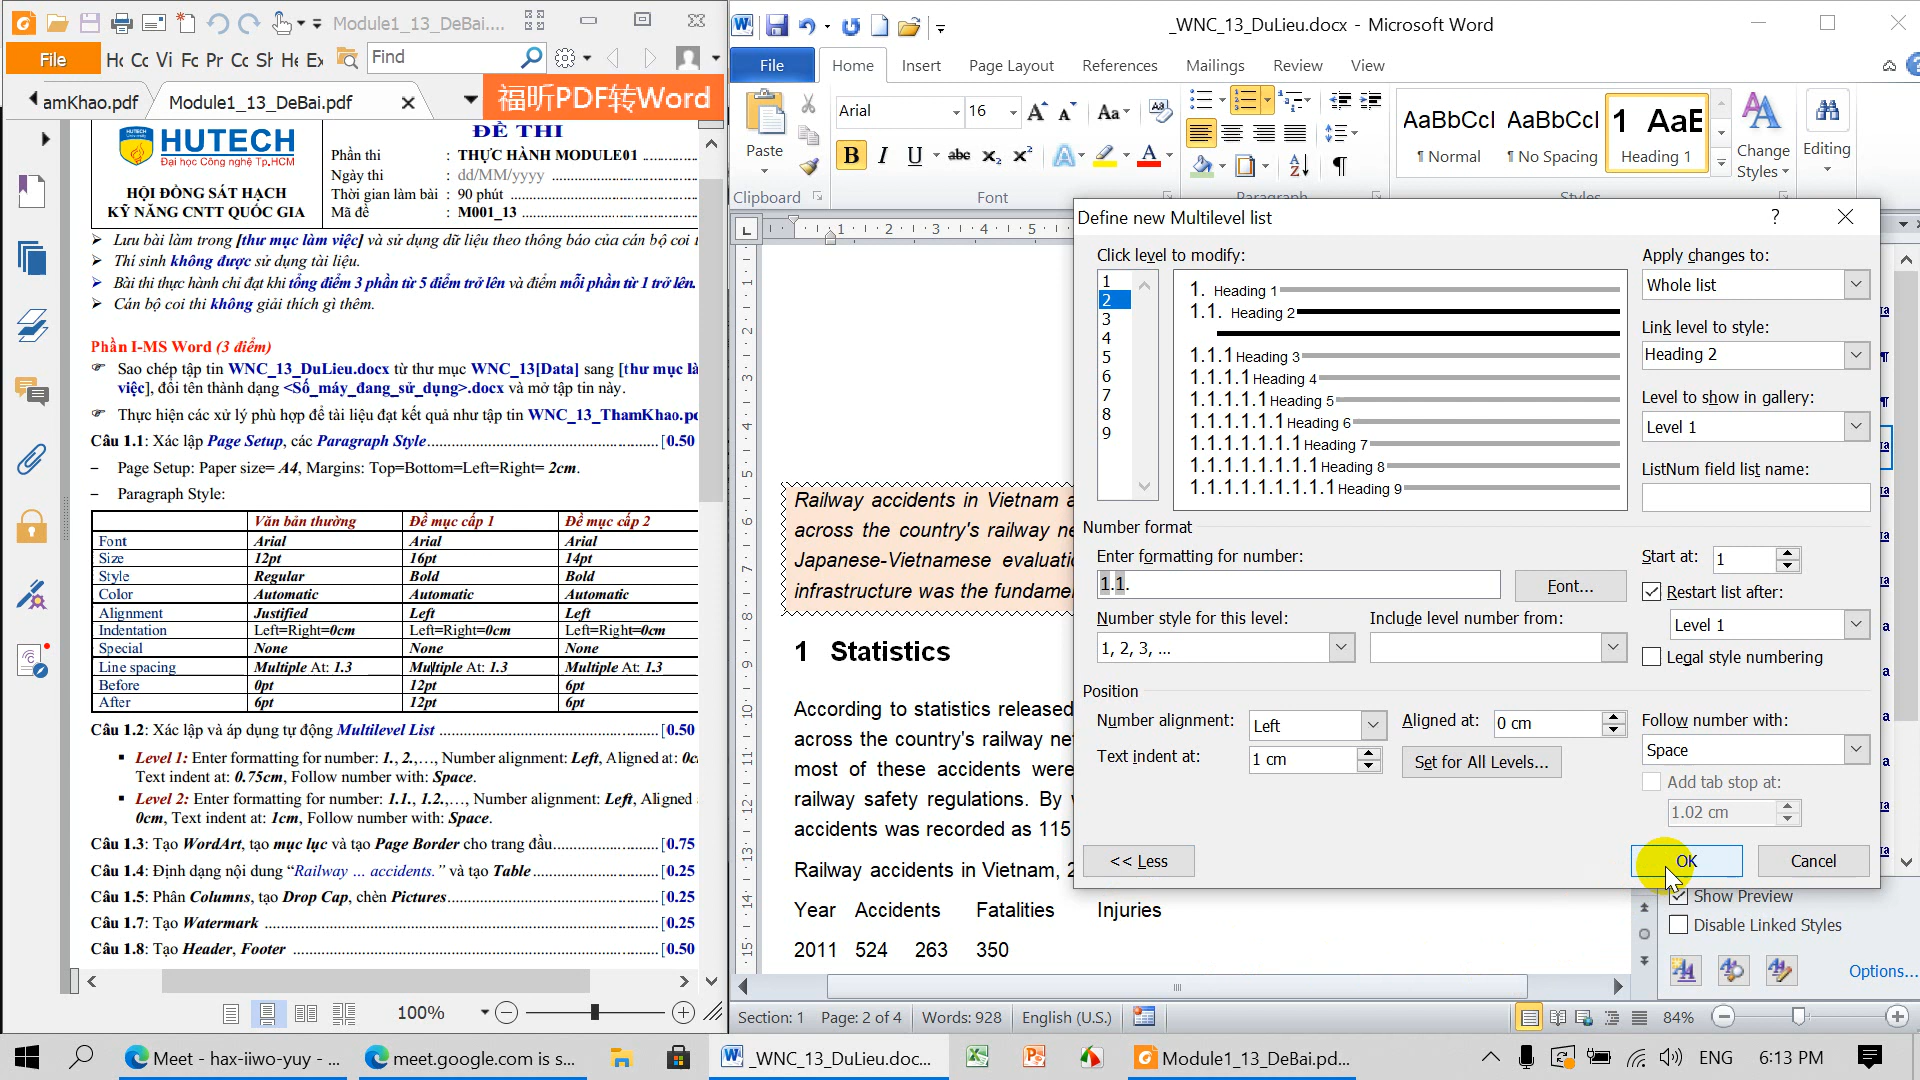 Module1_13_DeBai....
File
Ho Cc Vi Fc Pr Cc Sh He Ex
Find
amKhao.pdf
Module1_13_DeBai.pdf
福昕PDF转Word
HUTECH
Đại học Công nghệ Tp.HCM
HỘI ĐỒNG SÁT HẠCH
KỸ NĂNG CNTT QUỐC GIA
ĐỀ THI
Phần thi : THỰC HÀNH MODULE01
Ngày thi : dd/MM/yyyy
Thời gian làm bài : 90 phút
Mã đề : M001_13
➢ Lưu bài làm trong [thư mục làm việc] và sử dụng dữ liệu theo thông báo của cán bộ coi t
➢ Thí sinh không được sử dụng tài liệu.
➢ Bài thi thực hành chỉ đạt khi tổng điểm 3 phần từ 5 điểm trở lên và điểm mỗi phần từ 1 trở lên.
➢ Cán bộ coi thi không giải thích gì thêm.
Phần I-MS Word (3 điểm)
☞ Sao chép tập tin WNC_13_DuLieu.docx từ thư mục WNC_13[Data] sang [thư mục là
việc], đổi tên thành dạng <Số_máy_đang_sử_dụng>.docx và mở tập tin này.
☞ Thực hiện các xử lý phù hợp để tài liệu đạt kết quả như tập tin WNC_13_ThamKhao.pd
Câu 1.1: Xác lập Page Setup, các Paragraph Style [0.50
– Page Setup: Paper size= A4, Margins: Top=Bottom=Left=Right= 2cm.
– Paragraph Style:
Văn bản thường Đề mục cấp 1 Đề mục cấp 2
Font Arial Arial Arial
Size 12pt 16pt 14pt
Style Regular Bold Bold
Color Automatic Automatic Automatic
Alignment Justified Left Left
Indentation Left=Right=0cm Left=Right=0cm Left=Right=0cm
Special None None None
Line spacing Multiple At: 1.3 Multiple At: 1.3 Multiple At: 1.3
Before 0pt 12pt 6pt
After 6pt 12pt 6pt
Câu 1.2: Xác lập và áp dụng tự động Multilevel List [0.50
▪ Level 1: Enter formatting for number: 1., 2.,…, Number alignment: Left, Aligned at: 0c
Text indent at: 0.75cm, Follow number with: Space.
▪ Level 2: Enter formatting for number: 1.1., 1.2.,…, Number alignment: Left, Aligned
0cm, Text indent at: 1cm, Follow number with: Space.
Câu 1.3: Tạo WordArt, tạo mục lục và tạo Page Border cho trang đầu [0.75
Câu 1.4: Định dạng nội dung “Railway ... accidents.” và tạo Table [0.25
Câu 1.5: Phân Columns, tạo Drop Cap, chèn Pictures [0.25
Câu 1.7: Tạo Watermark [0.25
Câu 1.8: Tạo Header, Footer [0.50
100%
_WNC_13_DuLieu.docx - Microsoft Word
File Home Insert Page Layout References Mailings Review View
Paste
Clipboard
Arial 16
Font
Paragraph
AaBbCcI AaBbCcI 1 AaE
¶ Normal ¶ No Spacing Heading 1
Styles
Change
Styles
Editing
Railway accidents in Vietnam a
across the country's railway ne
Japanese-Vietnamese evaluati
infrastructure was the fundame
1 Statistics
According to statistics released
across the country's railway net
most of these accidents were
railway safety regulations. By
accidents was recorded as 115
Railway accidents in Vietnam, 2
Year Accidents Fatalities Injuries
2011 524 263 350
Define new Multilevel list
Click level to modify:
1
2
3
4
5
6
7
8
9
1. Heading 1
1.1. Heading 2
1.1.1 Heading 3
1.1.1.1 Heading 4
1.1.1.1.1 Heading 5
1.1.1.1.1.1 Heading 6
1.1.1.1.1.1.1 Heading 7
1.1.1.1.1.1.1.1 Heading 8
1.1.1.1.1.1.1.1.1 Heading 9
Apply changes to:
Whole list
Link level to style:
Heading 2
Level to show in gallery:
Level 1
ListNum field list name:
Number format
Enter formatting for number:
1.1.
Font...
Number style for this level:
1, 2, 3, ...
Include level number from:
Start at: 1
Restart list after:
Level 1
Legal style numbering
Position
Number alignment: Left
Aligned at: 0 cm
Text indent at: 1 cm
Set for All Levels...
Follow number with:
Space
Add tab stop at:
1.02 cm
<< Less
OK
Cancel
Show Preview
Disable Linked Styles
Options...
Section: 1 Page: 2 of 4 Words: 928 English (U.S.)
84%
Meet - hax-iiwo-yuy - ...
meet.google.com is s...
_WNC_13_DuLieu.doc...
Module1_13_DeBai.pd...
ENG
6:13 PM